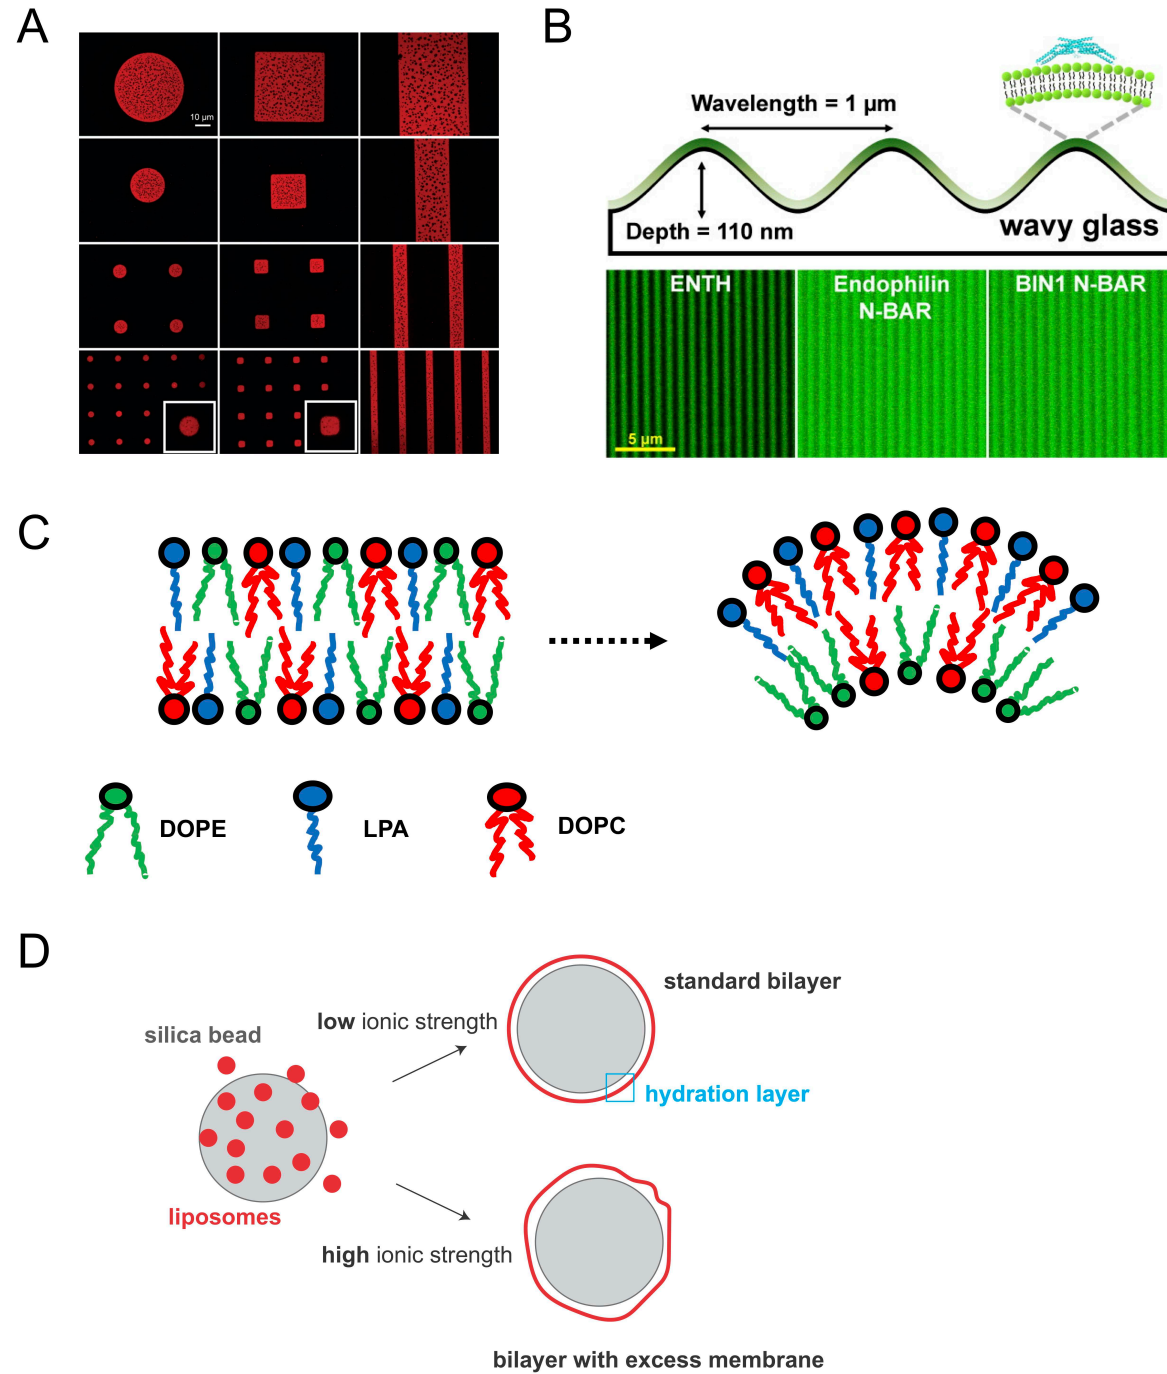 A
10 µm
B
Wavelength = 1 µm
Depth = 110 nm
wavy glass
ENTH
Endophilin
N-BAR
BIN1 N-BAR
5 µm
C
DOPE
LPA
DOPC
D
silica bead
liposomes
low ionic strength
standard bilayer
hydration layer
high ionic strength
bilayer with excess membrane